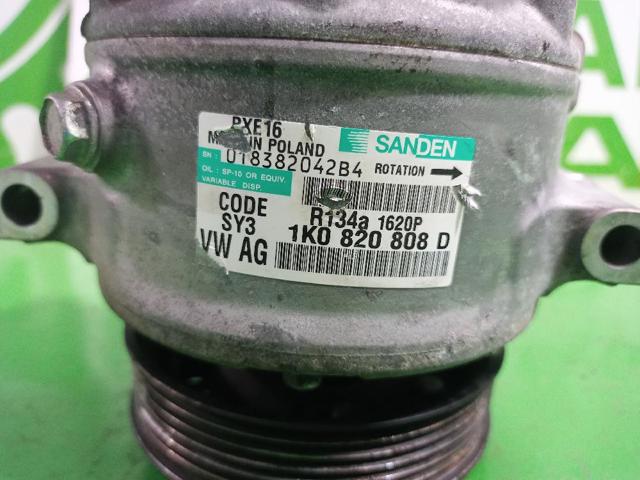 PXE16
MADE IN POLAND
SANDEN
SN : 018382042B4
ROTATION
OIL : SP-10 OR EQUIV.
VARIABLE DISP.
CODE
SY3
R134a 1620P
VW AG
1K0 820 808 D